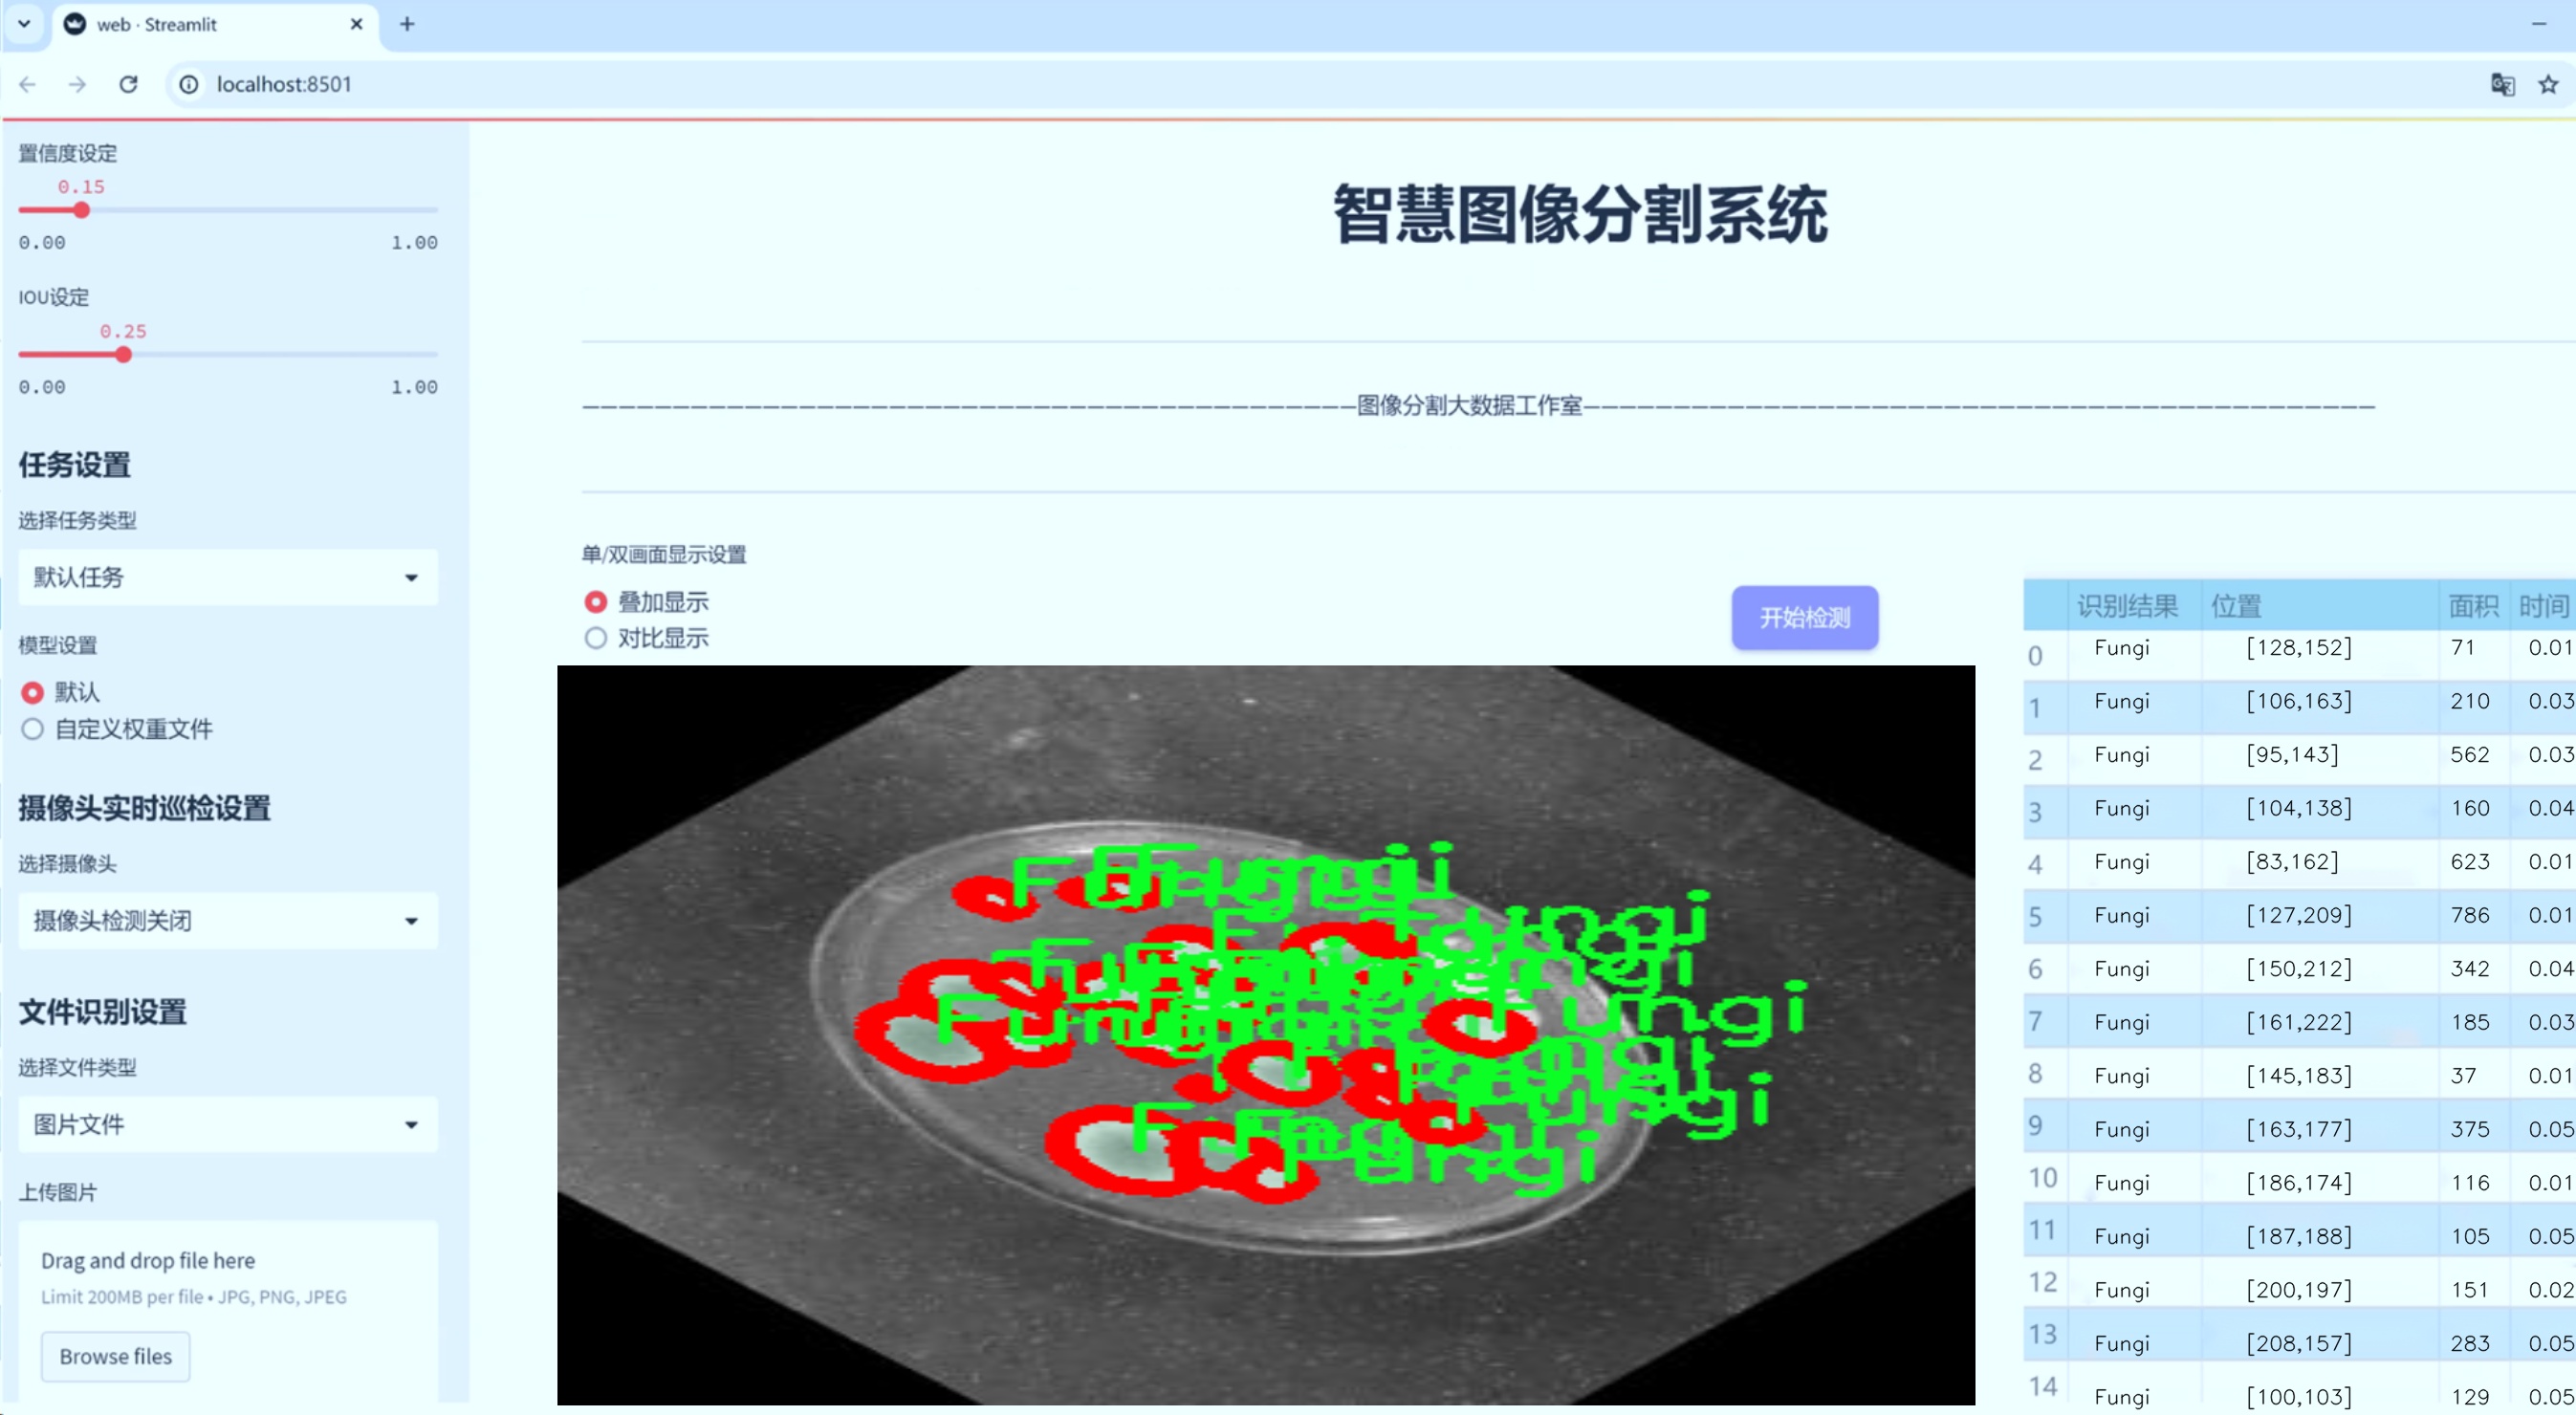 web · Streamlit
localhost:8501
置信度设定
0.15
0.00 1.00
IOU设定
0.25
0.00 1.00
任务设置
选择任务类型
默认任务
模型设置
默认
自定义权重文件
摄像头实时巡检设置
选择摄像头
摄像头检测关闭
文件识别设置
选择文件类型
图片文件
上传图片
Drag and drop file here
Limit 200MB per file • JPG, PNG, JPEG
Browse files
智慧图像分割系统
图像分割大数据工作室
单/双画面显示设置
叠加显示
对比显示
开始检测
Fungi
识别结果 位置 面积 时间
0 Fungi [128,152] 71 0.01
1 Fungi [106,163] 210 0.03
2 Fungi [95,143] 562 0.03
3 Fungi [104,138] 160 0.04
4 Fungi [83,162] 623 0.01
5 Fungi [127,209] 786 0.01
6 Fungi [150,212] 342 0.04
7 Fungi [161,222] 185 0.03
8 Fungi [145,183] 37 0.01
9 Fungi [163,177] 375 0.05
10 Fungi [186,174] 116 0.01
11 Fungi [187,188] 105 0.05
12 Fungi [200,197] 151 0.02
13 Fungi [208,157] 283 0.05
14 Fungi [100,103] 129 0.05